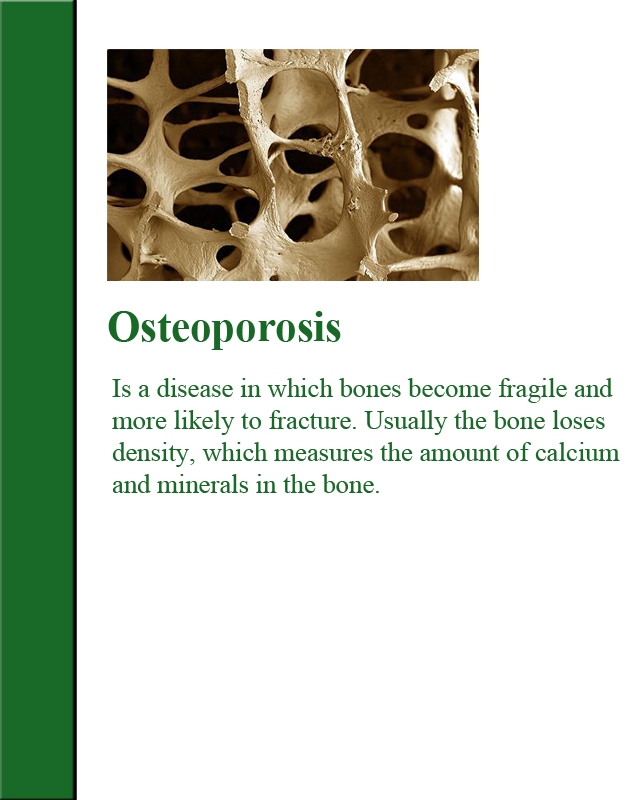 Osteoporosis
Is a disease in which bones become fragile and
more likely to fracture. Usually the bone loses
density, which measures the amount of calcium
and minerals in the bone.